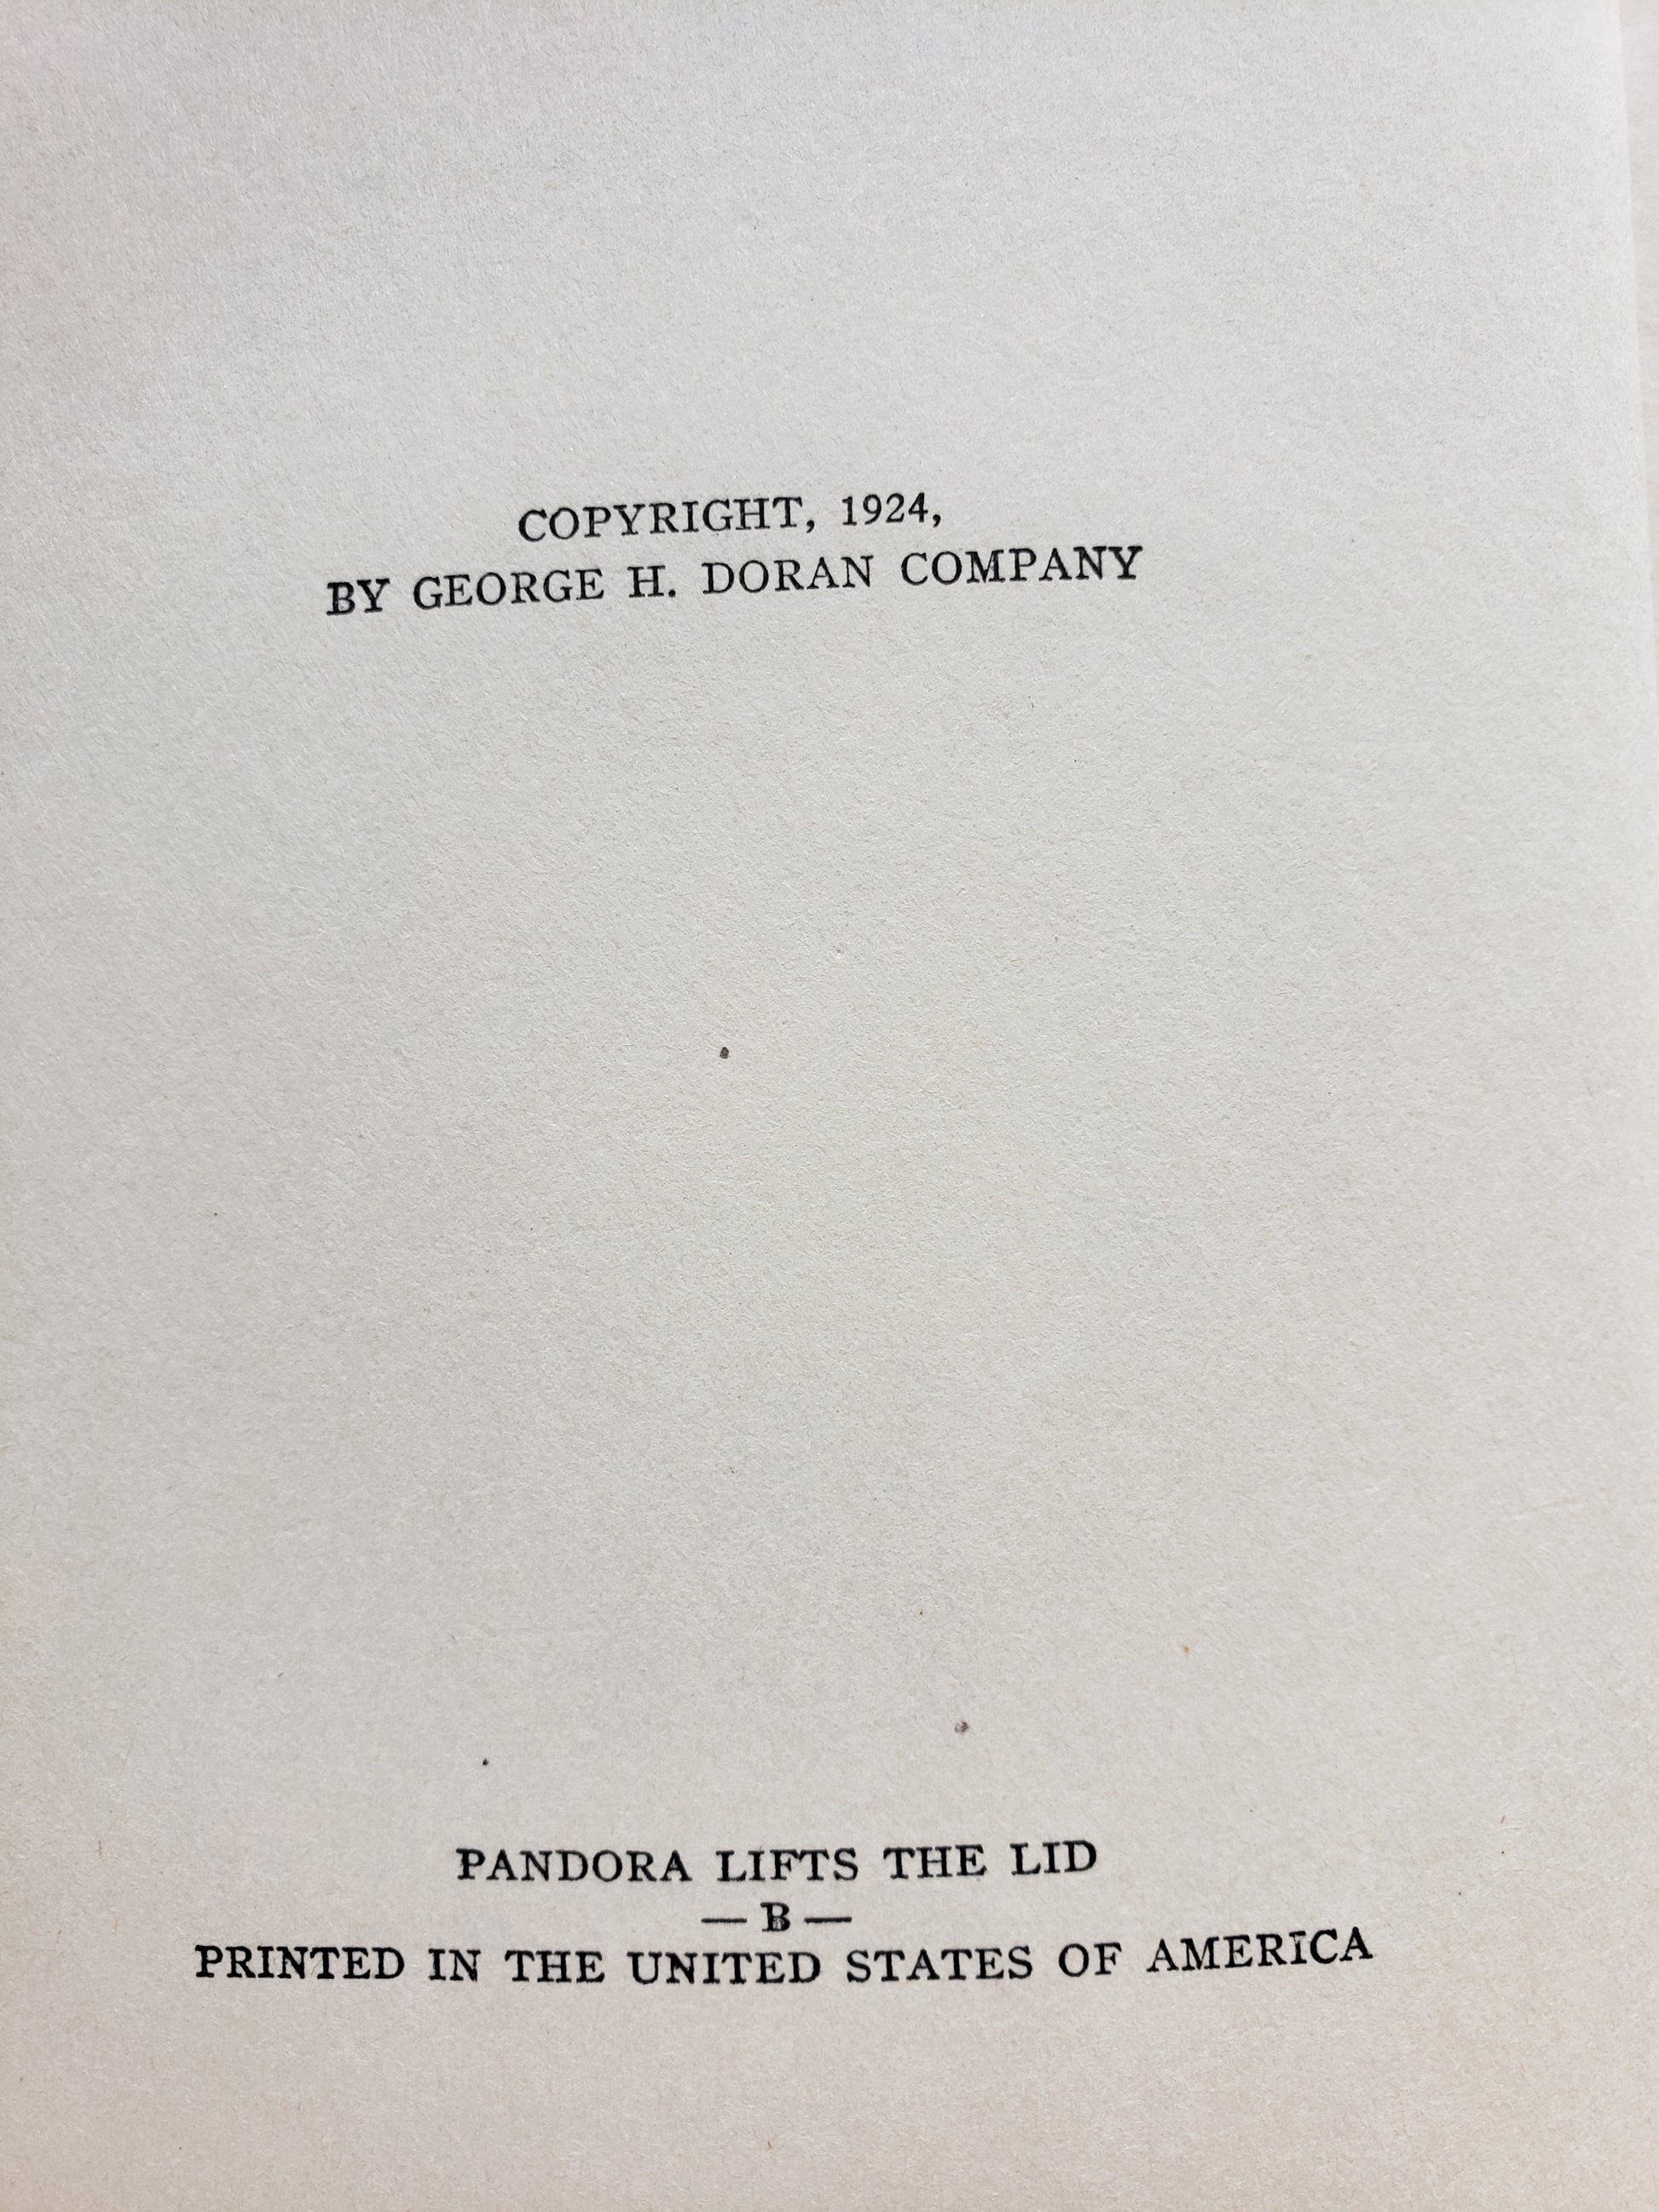 COPYRIGHT, 1924,
BY GEORGE H. DORAN COMPANY
PANDORA LIFTS THE LID
— B —
PRINTED IN THE UNITED STATES OF AMERICA